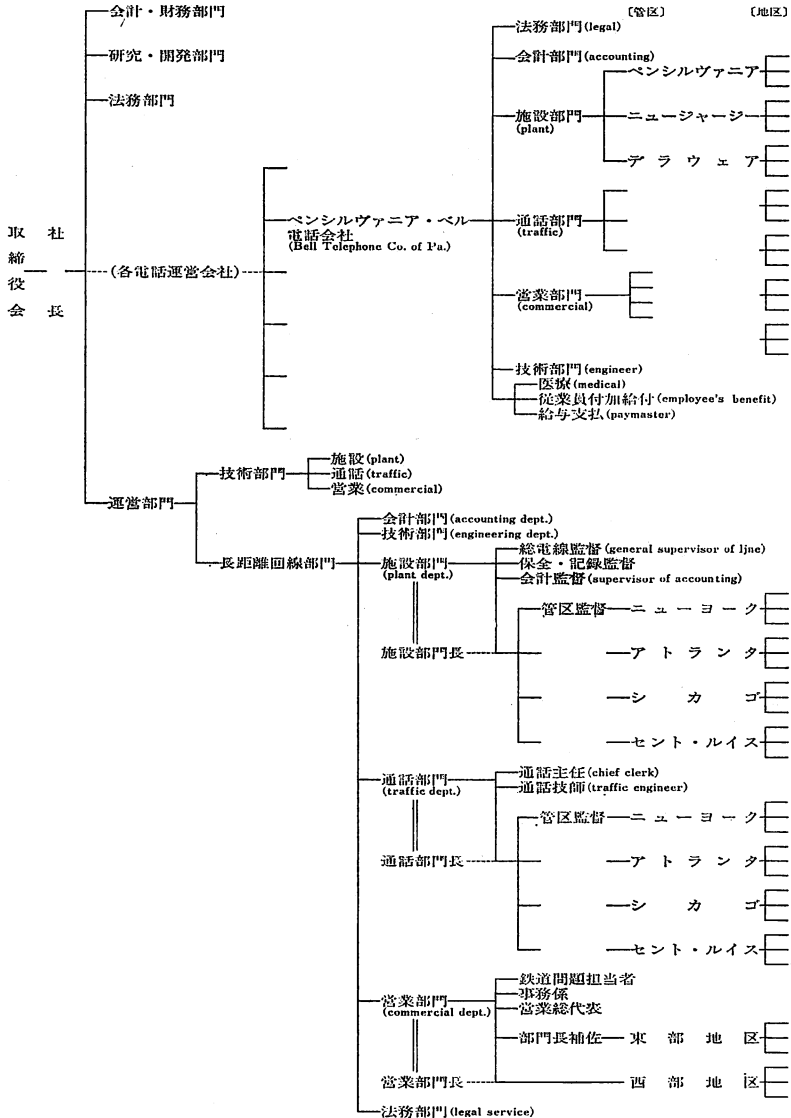 〔管区〕 〔地区〕
会計・財務部門
研究・開発部門
法務部門
取締役会
社長
(各電話運営会社)
ペンシルヴァニア・ベル
電話会社
(Bell Telephone Co. of Pa.)
法務部門(legal)
会計部門(accounting)
施設部門
(plant)
ペンシルヴァニア
ニュージャージー
デラウェア
通話部門
(traffic)
営業部門
(commercial)
技術部門(engineer)
医療(medical)
従業員付加給付(employee's benefit)
給与支払(paymaster)
運営部門
技術部門
施設(plant)
通話(traffic)
営業(commercial)
長距離回線部門
会計部門(accounting dept.)
技術部門(engineering dept.)
施設部門
(plant dept.)
総電線監督(general supervisor of line)
保全・記録監督
会計監督(supervisor of accounting)
施設部門長
管区監督 ニューヨーク
アトランタ
シカゴ
セント・ルイス
通話部門
(traffic dept.)
通話主任(chief clerk)
通話技師(traffic engineer)
通話部門長
管区監督 ニューヨーク
アトランタ
シカゴ
セント・ルイス
営業部門
(commercial dept.)
鉄道問題担当者
事務係
営業総代表
部門長補佐 東部地区
営業部門長
西部地区
法務部門(legal service)